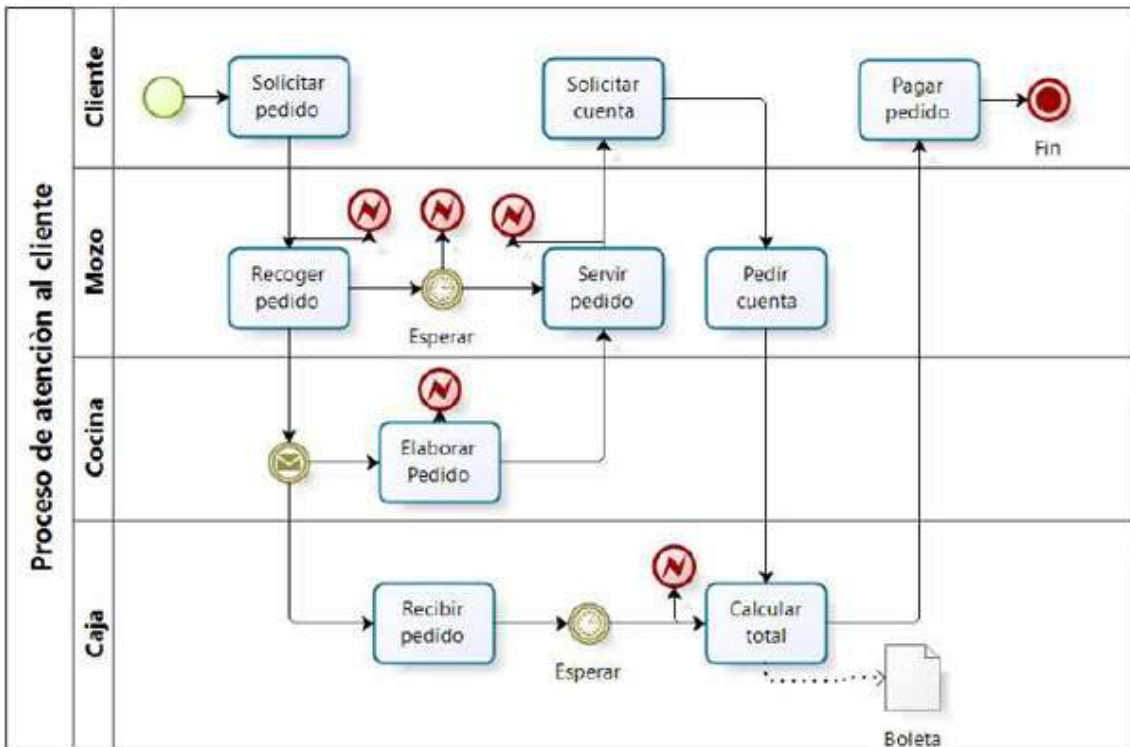 Proceso de atenciòn al cliente
Cliente
Solicitar
pedido
Solicitar
cuenta
Pagar
pedido
Fin
Mozo
Recoger
pedido
Esperar
Servir
pedido
Pedir
cuenta
Cocina
Elaborar
Pedido
Caja
Recibir
pedido
Esperar
Calcular
total
Boleta